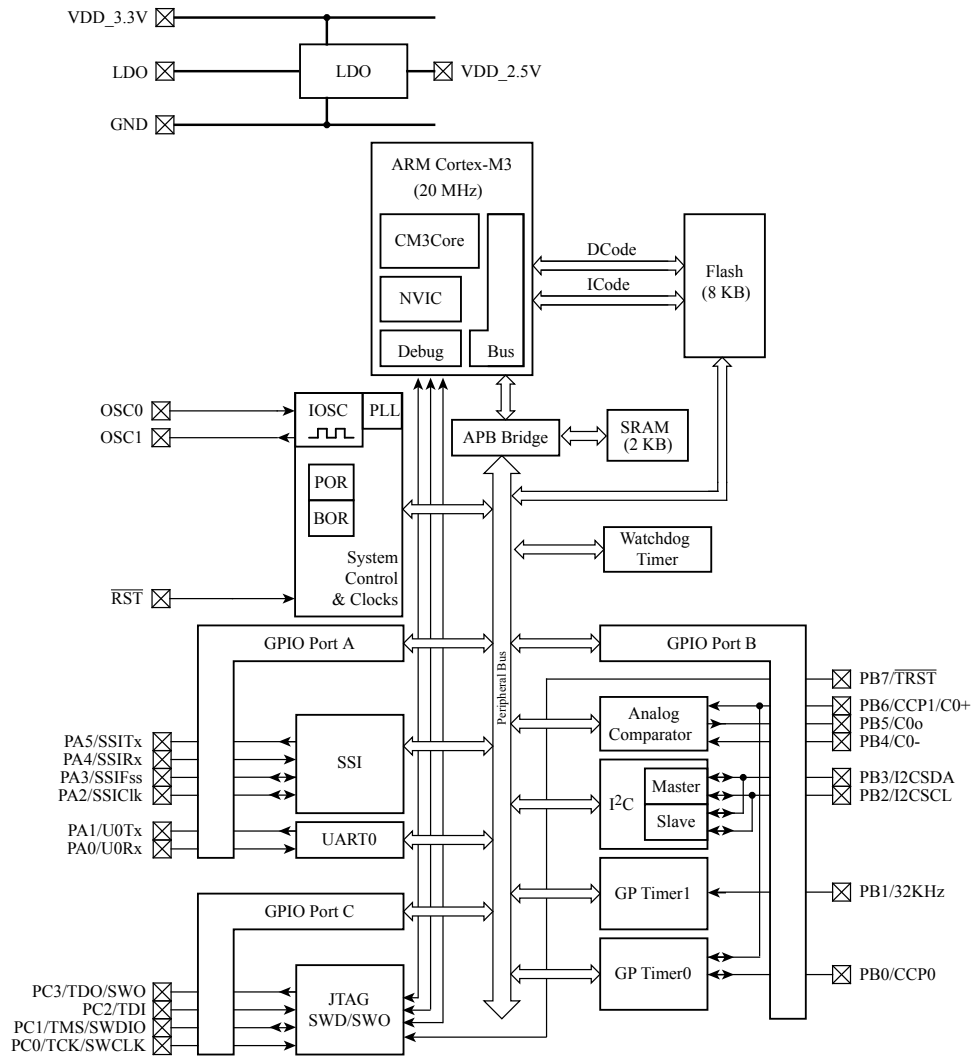 VDD_3.3V
LDO
LDO
VDD_2.5V
GND
ARM Cortex-M3
(20 MHz)
CM3Core
NVIC
Debug
Bus
DCode
ICode
Flash
(8 KB)
OSC0
OSC1
IOSC
PLL
POR
BOR
System
Control
& Clocks
RST
APB Bridge
SRAM
(2 KB)
Watchdog
Timer
Peripheral Bus
GPIO Port A
GPIO Port B
PB7/TRST
PB6/CCP1/C0+
PB5/C0o
PB4/C0-
Analog
Comparator
PA5/SSITx
PA4/SSIRx
PA3/SSIFss
PA2/SSIClk
SSI
I²C
Master
Slave
PB3/I2CSDA
PB2/I2CSCL
PA1/U0Tx
PA0/U0Rx
UART0
GP Timer1
PB1/32KHz
GPIO Port C
GP Timer0
PB0/CCP0
PC3/TDO/SWO
PC2/TDI
PC1/TMS/SWDIO
PC0/TCK/SWCLK
JTAG
SWD/SWO